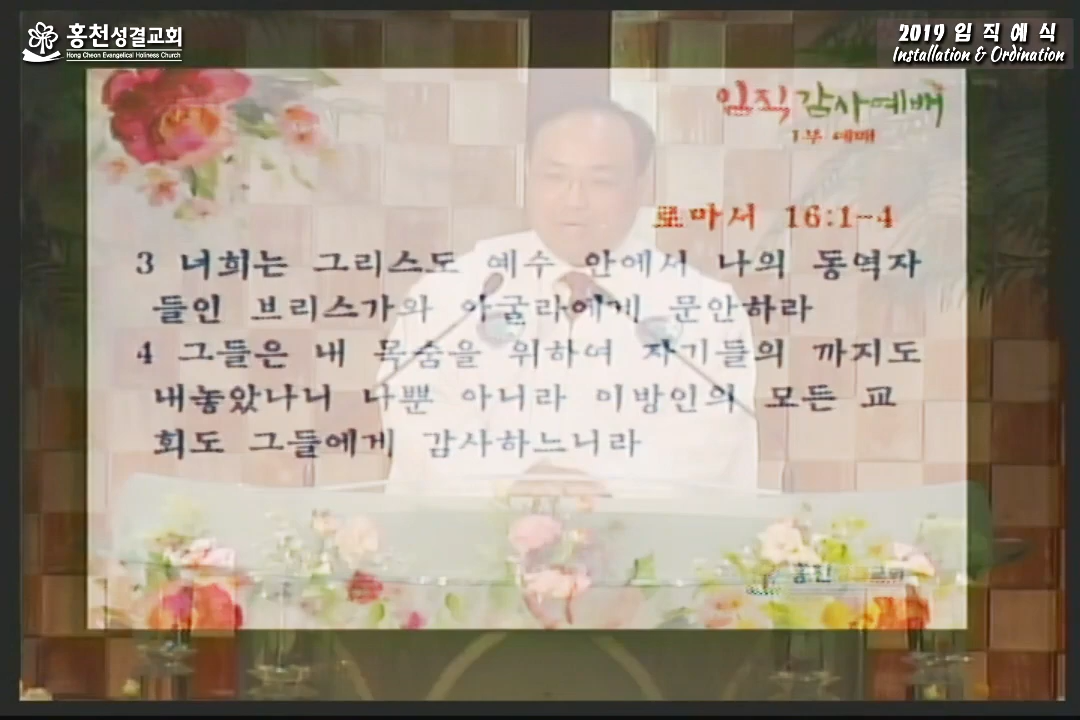 홍천성결교회
Hong Cheon Evangelical Holiness Church
2019 임 직 예 식
Installation & Ordination
임직감사예배
1부 예배
로마서 16:1-4
3 너희는 그리스도 예수 안에서 나의 동역자
들인 브리스가와 아굴라에게 문안하라
4 그들은 내 목숨을 위하여 자기들의 까지도
내놓았나니 나뿐 아니라 이방인의 모든 교
회도 그들에게 감사하느니라
홍천성결교회